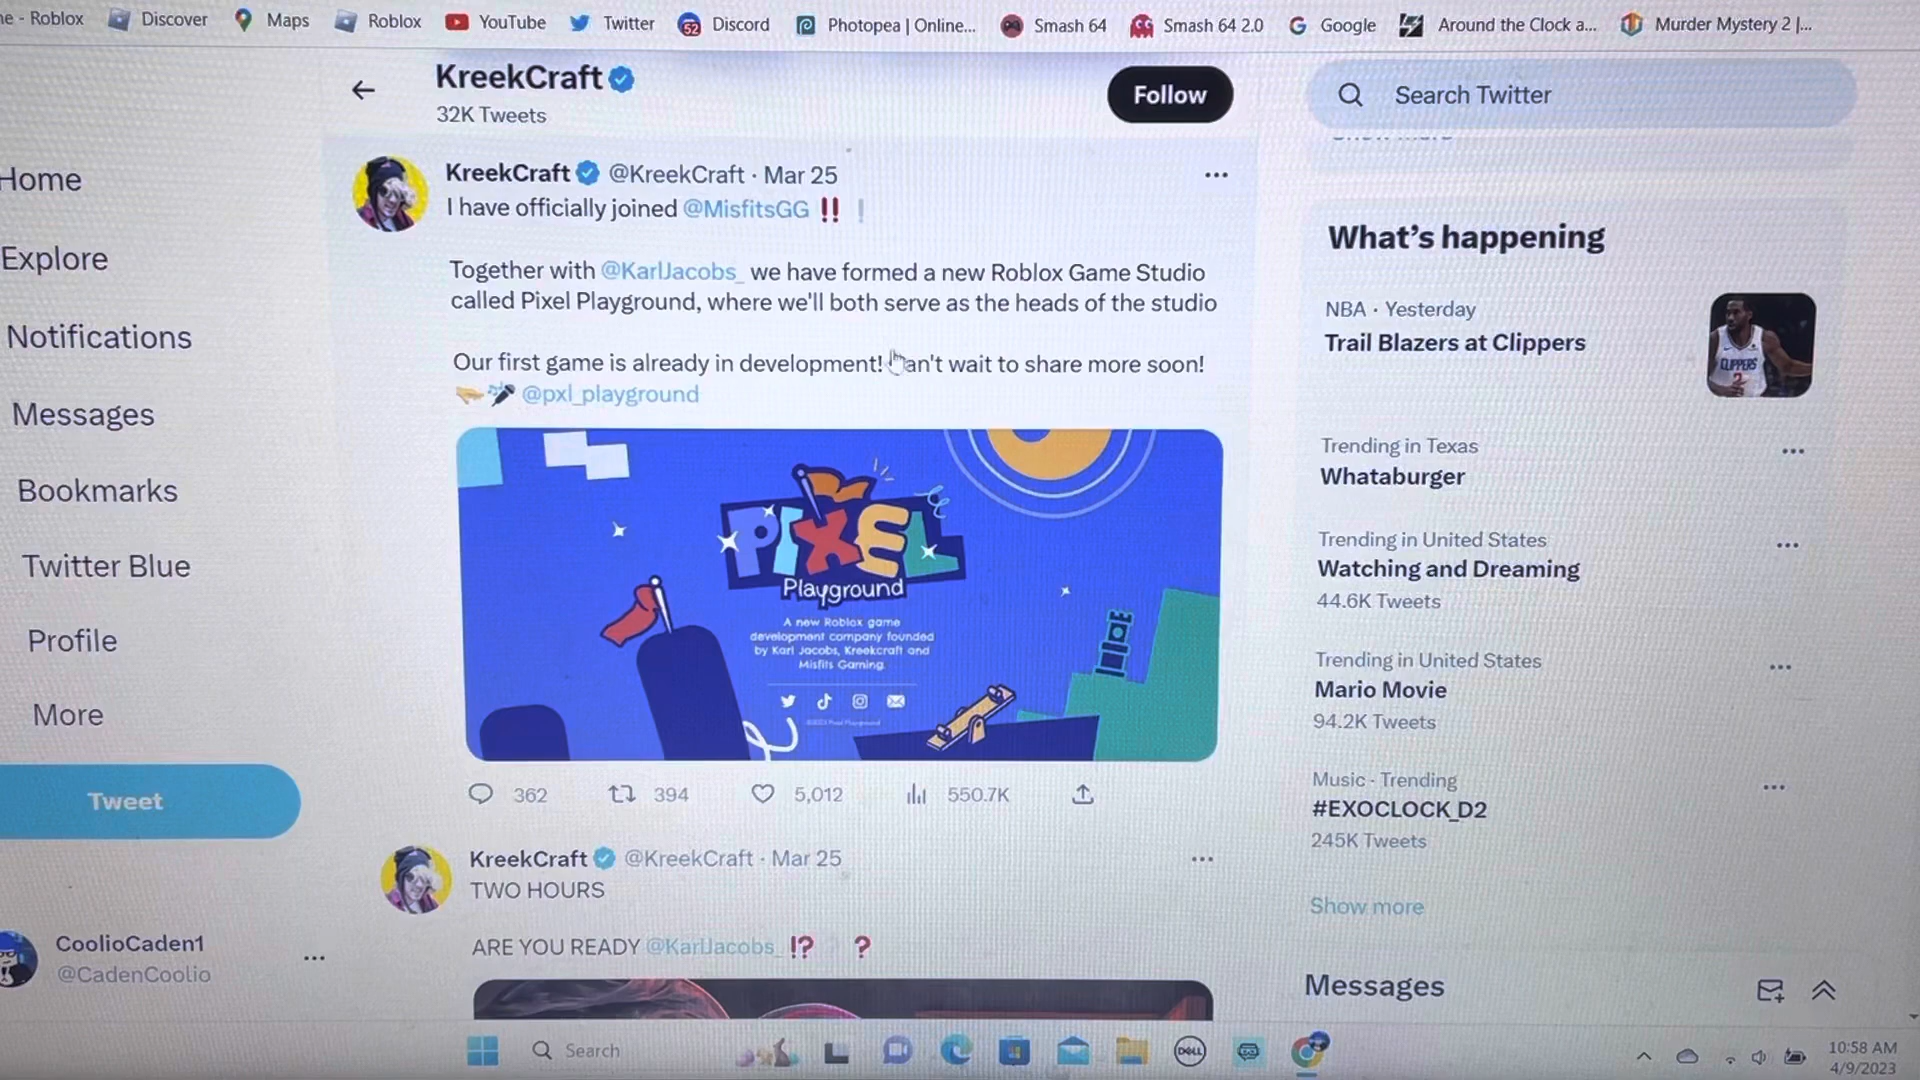 ne - Roblox Discover Maps Roblox YouTube Twitter Discord Photopea | Online... Smash 64 Smash 64 2.0 Google Around the Clock a... Murder Mystery 2 |...
52
KreekCraft
32K Tweets
Follow
Search Twitter
Home
Explore
Notifications
Messages
Bookmarks
Twitter Blue
Profile
More
Tweet
CoolioCaden1
@CadenCoolio
KreekCraft @KreekCraft · Mar 25
I have officially joined @MisfitsGG ‼️❕
Together with @KarlJacobs_ we have formed a new Roblox Game Studio
called Pixel Playground, where we'll both serve as the heads of the studio
Our first game is already in development! Can't wait to share more soon!
@pxl_playground
PIXEL
Playground
A new Roblox game
development company founded
by Karl Jacobs, Kreekcraft and
Misfits Gaming.
©2023 Pixel Playground
362 394 5,012 550.7K
KreekCraft @KreekCraft · Mar 25
TWO HOURS
ARE YOU READY @KarlJacobs_ ⁉️ ❓
What's happening
NBA · Yesterday
Trail Blazers at Clippers
CLIPPERS
2
Trending in Texas
Whataburger
Trending in United States
Watching and Dreaming
44.6K Tweets
Trending in United States
Mario Movie
94.2K Tweets
Music · Trending
#EXOCLOCK_D2
245K Tweets
Show more
Messages
Search
DELL
10:58 AM
4/9/2023